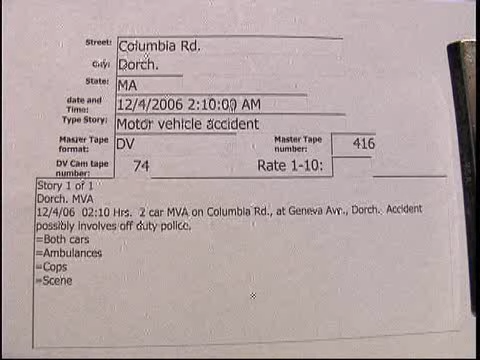 Street: Columbia Rd.
City: Dorch.
State: MA
date and Time: 12/4/2006 2:10:00 AM
Type Story: Motor vehicle accident
Master Tape format: DV Master Tape number: 416
DV Cam tape number: 74 Rate 1-10:
Story 1 of 1
Dorch. MVA
12/4/06 02:10 Hrs. 2 car MVA on Columbia Rd., at Geneva Avr., Dorch. Accident
possibly involves off duty police.
=Both cars
=Ambulances
=Cops
=Scene